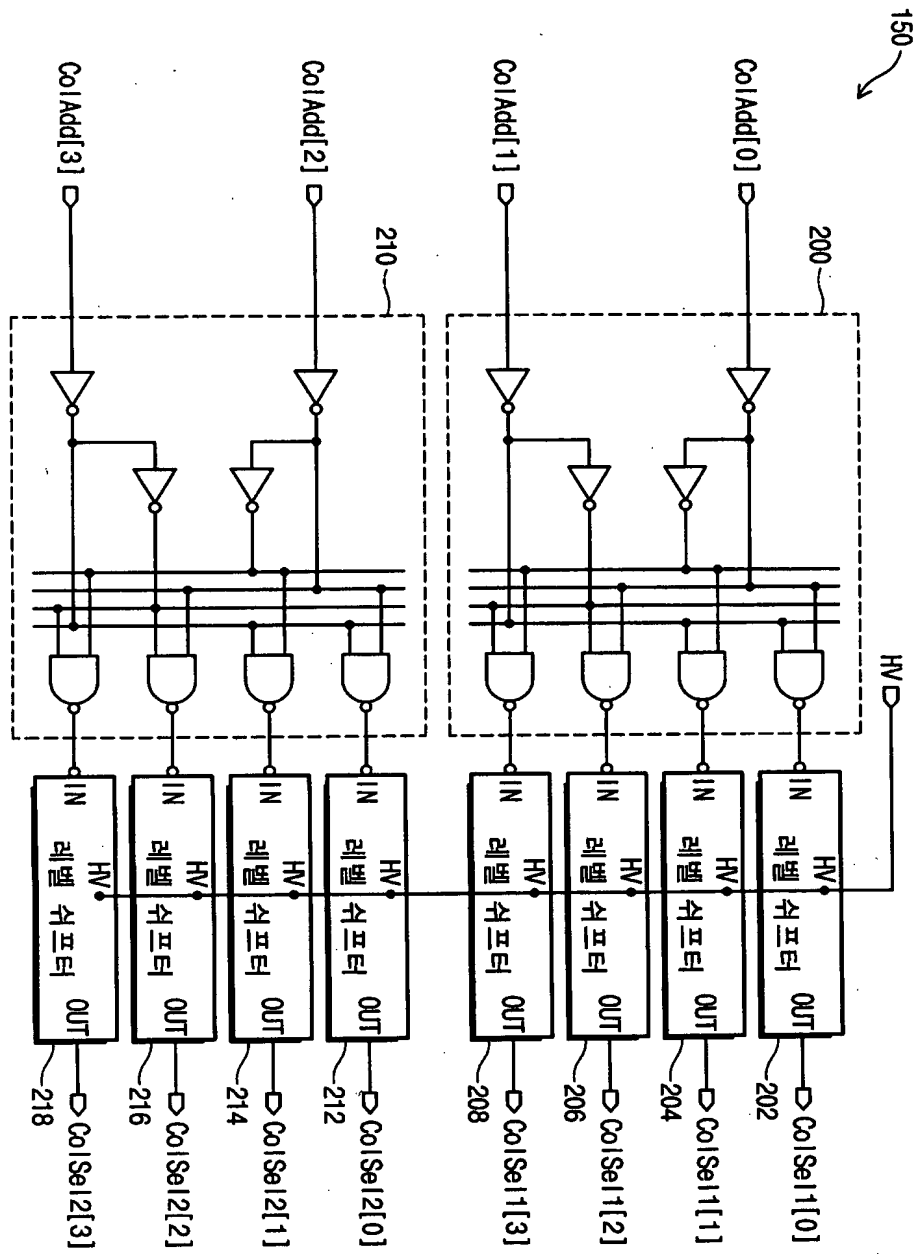 150
ColAdd[0]
ColAdd[1]
ColAdd[2]
ColAdd[3]
200
210
HV
IN
HV
레벨 쉬프터
OUT
202
ColSel1[0]
IN
HV
레벨 쉬프터
OUT
204
ColSel1[1]
IN
HV
레벨 쉬프터
OUT
206
ColSel1[2]
IN
HV
레벨 쉬프터
OUT
208
ColSel1[3]
IN
HV
레벨 쉬프터
OUT
212
ColSel2[0]
IN
HV
레벨 쉬프터
OUT
214
ColSel2[1]
IN
HV
레벨 쉬프터
OUT
216
ColSel2[2]
IN
HV
레벨 쉬프터
OUT
218
ColSel2[3]